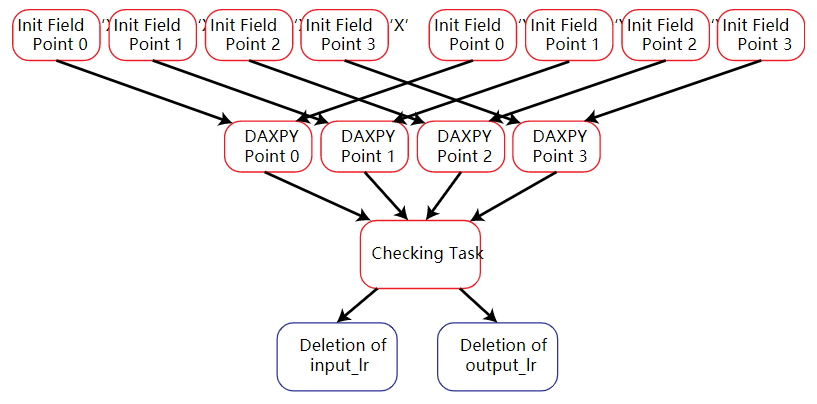 Init Field
Point 0
Init Field
Point 1
Init Field
Point 2
Init Field 'X'
Point 3
Init Field
Point 0
Init Field
Point 1
Init Field
Point 2
Init Field
Point 3
DAXPY
Point 0
DAXPY
Point 1
DAXPY
Point 2
DAXPY
Point 3
Checking Task
Deletion of
input_lr
Deletion of
output_lr